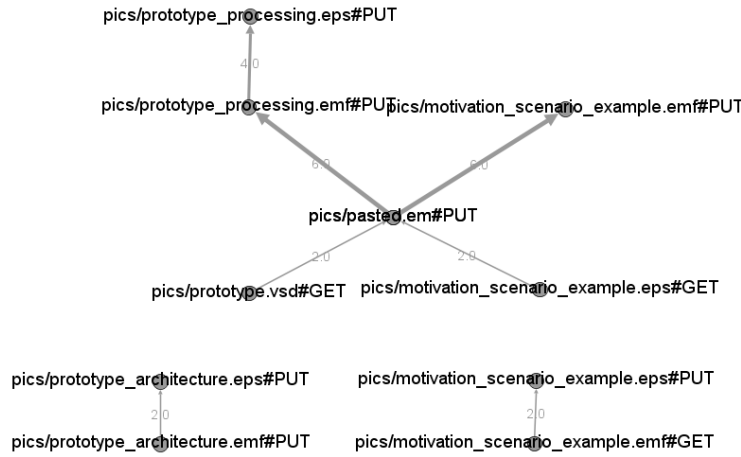 pics/prototype_processing.eps#PUT
4.0
pics/prototype_processing.emf#PUT
pics/motivation_scenario_example.emf#PUT
6.0
6.0
pics/pasted.em#PUT
2.0
2.0
pics/prototype.vsd#GET
pics/motivation_scenario_example.eps#GET
pics/prototype_architecture.eps#PUT
pics/motivation_scenario_example.eps#PUT
2.0
2.0
pics/prototype_architecture.emf#PUT
pics/motivation_scenario_example.emf#GET